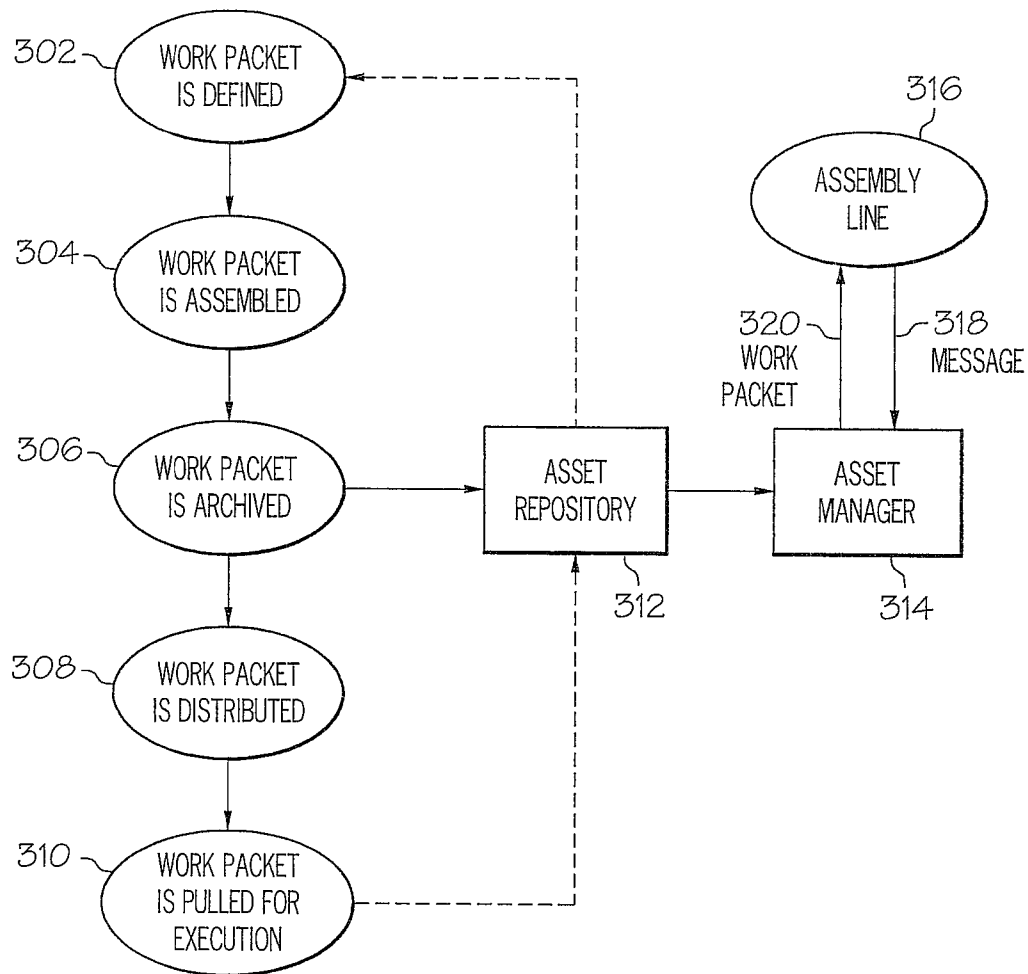 302
WORK PACKET
IS DEFINED
304
WORK PACKET
IS ASSEMBLED
306
WORK PACKET
IS ARCHIVED
308
WORK PACKET
IS DISTRIBUTED
310
WORK PACKET
IS PULLED FOR
EXECUTION
ASSET
REPOSITORY
312
ASSET
MANAGER
314
316
ASSEMBLY
LINE
320
WORK
PACKET
318
MESSAGE